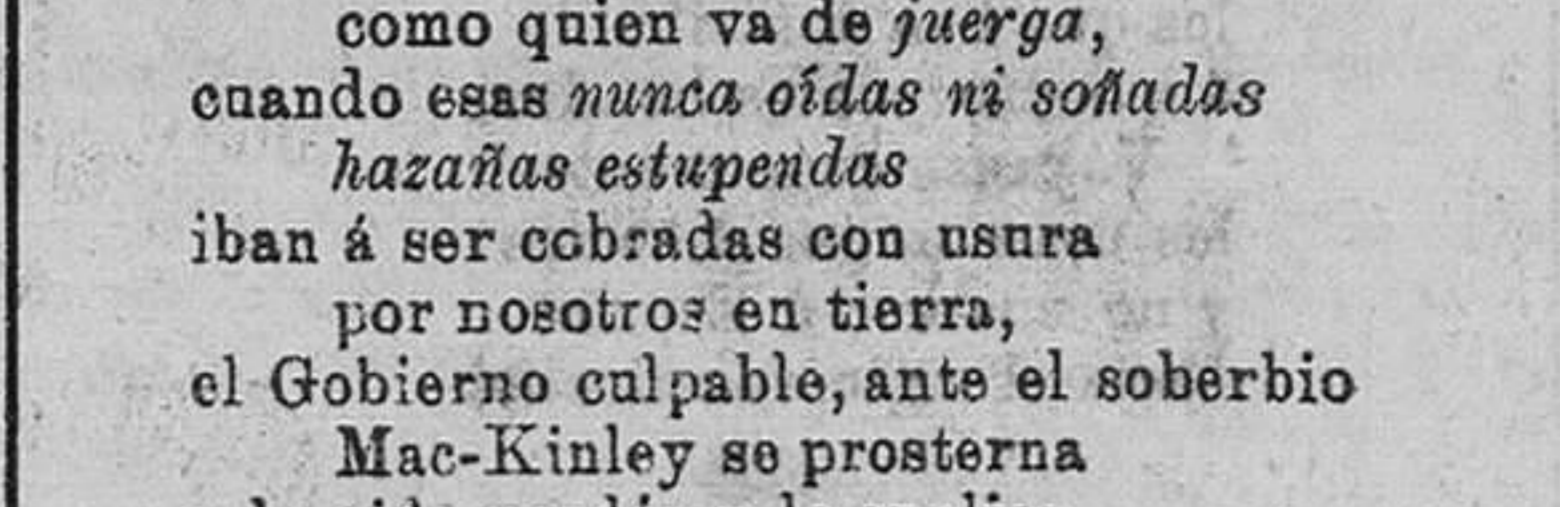 como quien va de juerga,
cuando esas nunca oídas ni soñadas
hazañas estupendas
iban á ser cobradas con usura
por nosotros en tierra,
el Gobierno culpable, ante el soberbio
Mac-Kinley se prosterna